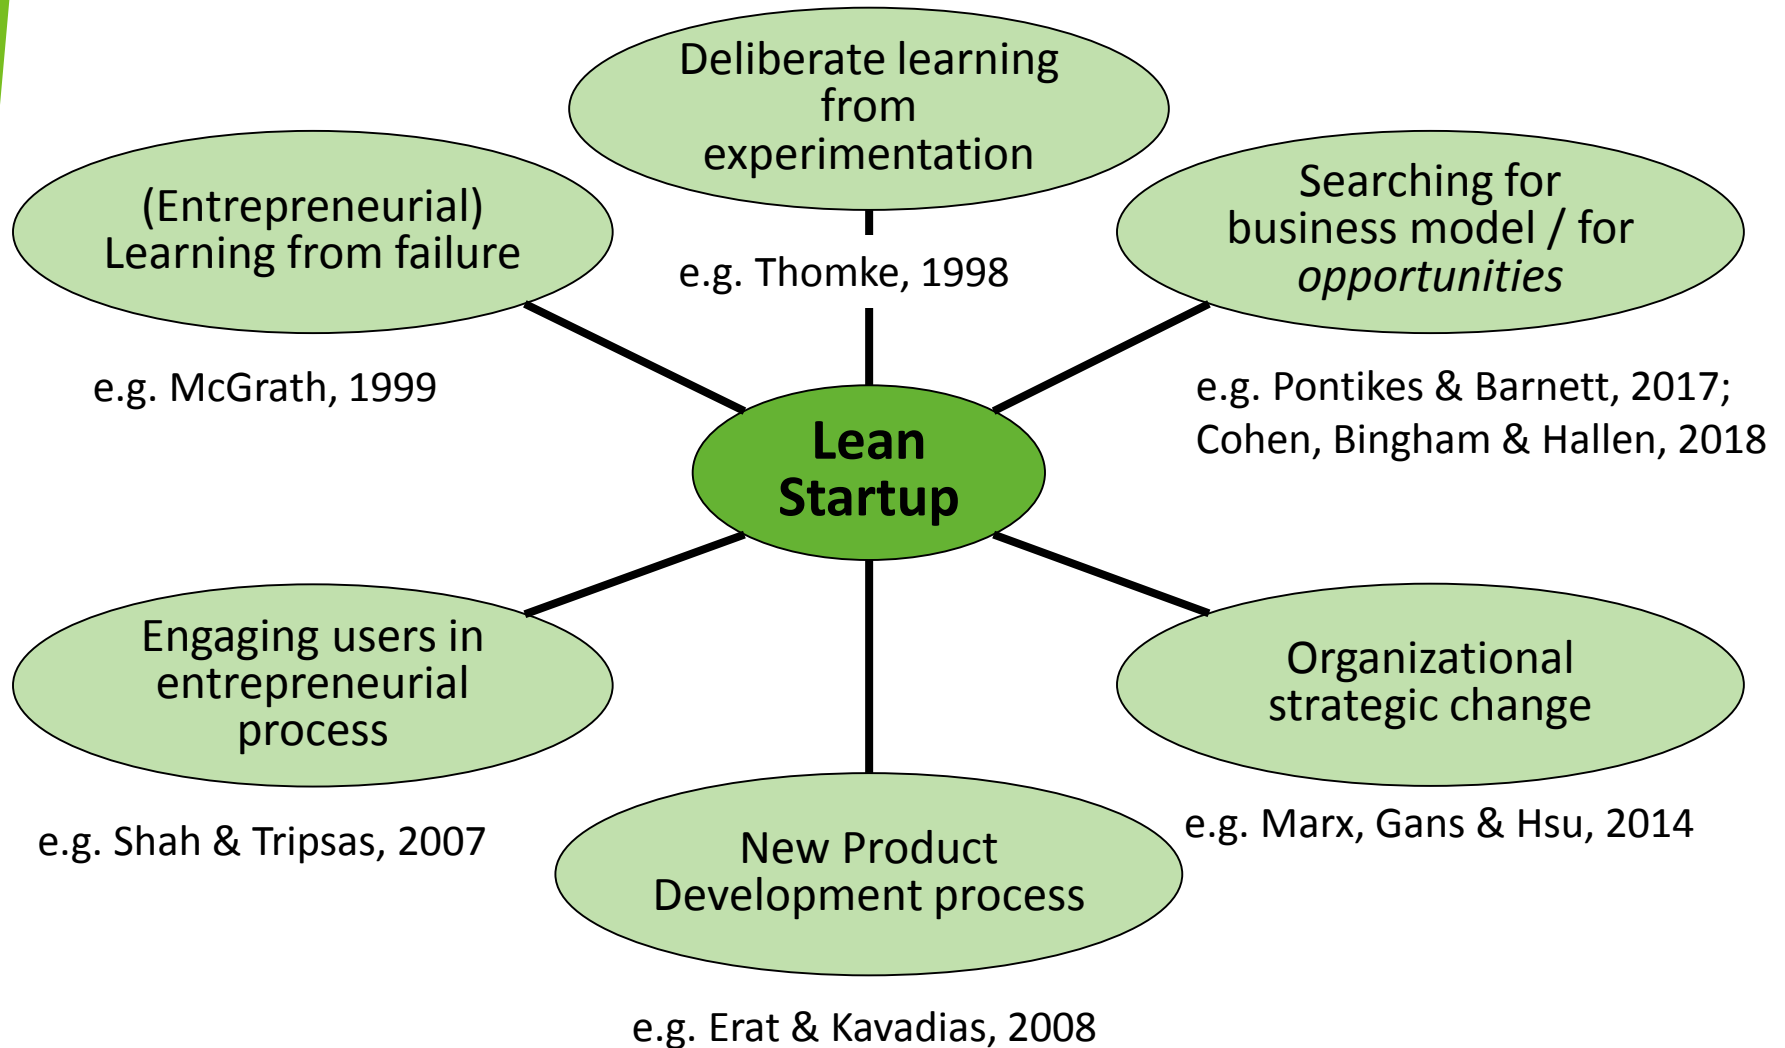 Deliberate learning
from
experimentation
e.g. Thomke, 1998
(Entrepreneurial)
Learning from failure
e.g. McGrath, 1999
Searching for
business model / for
opportunities
e.g. Pontikes & Barnett, 2017;
Cohen, Bingham & Hallen, 2018
Lean
Startup
Engaging users in
entrepreneurial
process
e.g. Shah & Tripsas, 2007
Organizational
strategic change
e.g. Marx, Gans & Hsu, 2014
New Product
Development process
e.g. Erat & Kavadias, 2008